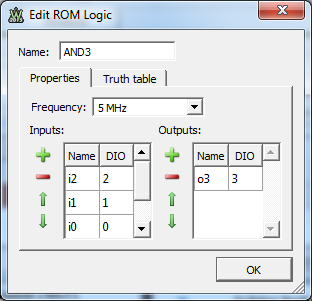 Edit ROM Logic
Name: AND3
Properties Truth table
Frequency: 5 MHz
Inputs: Outputs:
Name DIO Name DIO
i2 2 o3 3
i1 1
i0 0
OK